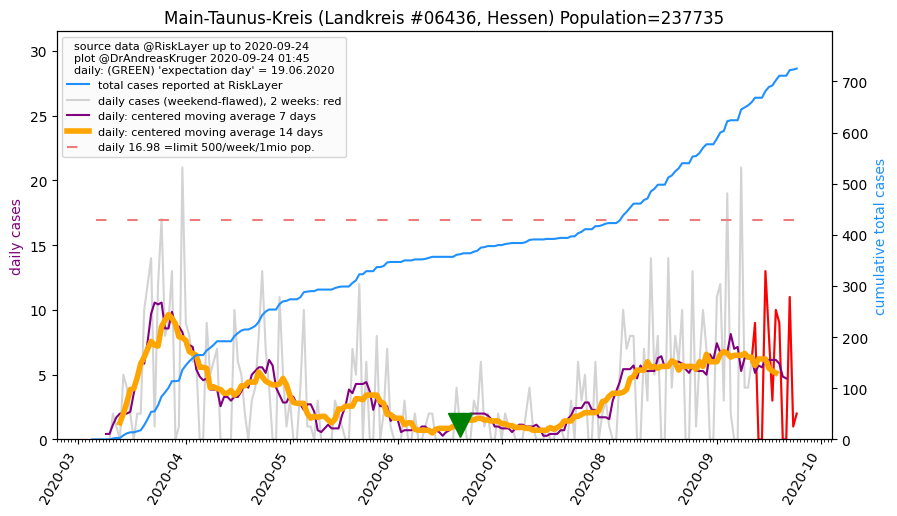 Main-Taunus-Kreis (Landkreis #06436, Hessen) Population=237735
source data @RiskLayer up to 2020-09-24
plot @DrAndreasKruger 2020-09-24 01:45
daily: (GREEN) 'expectation day' = 19.06.2020
total cases reported at RiskLayer
daily cases (weekend-flawed), 2 weeks: red
daily: centered moving average 7 days
daily: centered moving average 14 days
daily 16.98 =limit 500/week/1mio pop.
daily cases
30
25
20
15
10
5
0
cumulative total cases
700
600
500
400
300
200
100
0
2020-03
2020-04
2020-05
2020-06
2020-07
2020-08
2020-09
2020-10